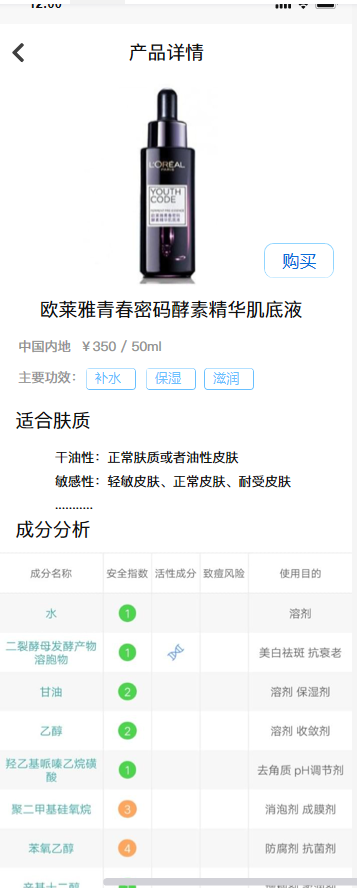 12:00
产品详情
L'ORÉAL
PARIS
YOUTH
CODE
购买
欧莱雅青春密码酵素精华肌底液
中国内地 ￥350 / 50ml
主要功效： 补水 保湿 滋润
适合肤质
干油性：正常肤质或者油性皮肤
敏感性：轻敏皮肤、正常皮肤、耐受皮肤
...........
成分分析
成分名称 安全指数 活性成分 致痘风险 使用目的
水 1 溶剂
二裂酵母发酵产物
溶胞物 1 美白祛斑 抗衰老
甘油 2 溶剂 保湿剂
乙醇 2 溶剂 收敛剂
羟乙基哌嗪乙烷磺
酸 1 去角质 pH调节剂
聚二甲基硅氧烷 3 消泡剂 成膜剂
苯氧乙醇 4 防腐剂 抗菌剂
辛基十二醇